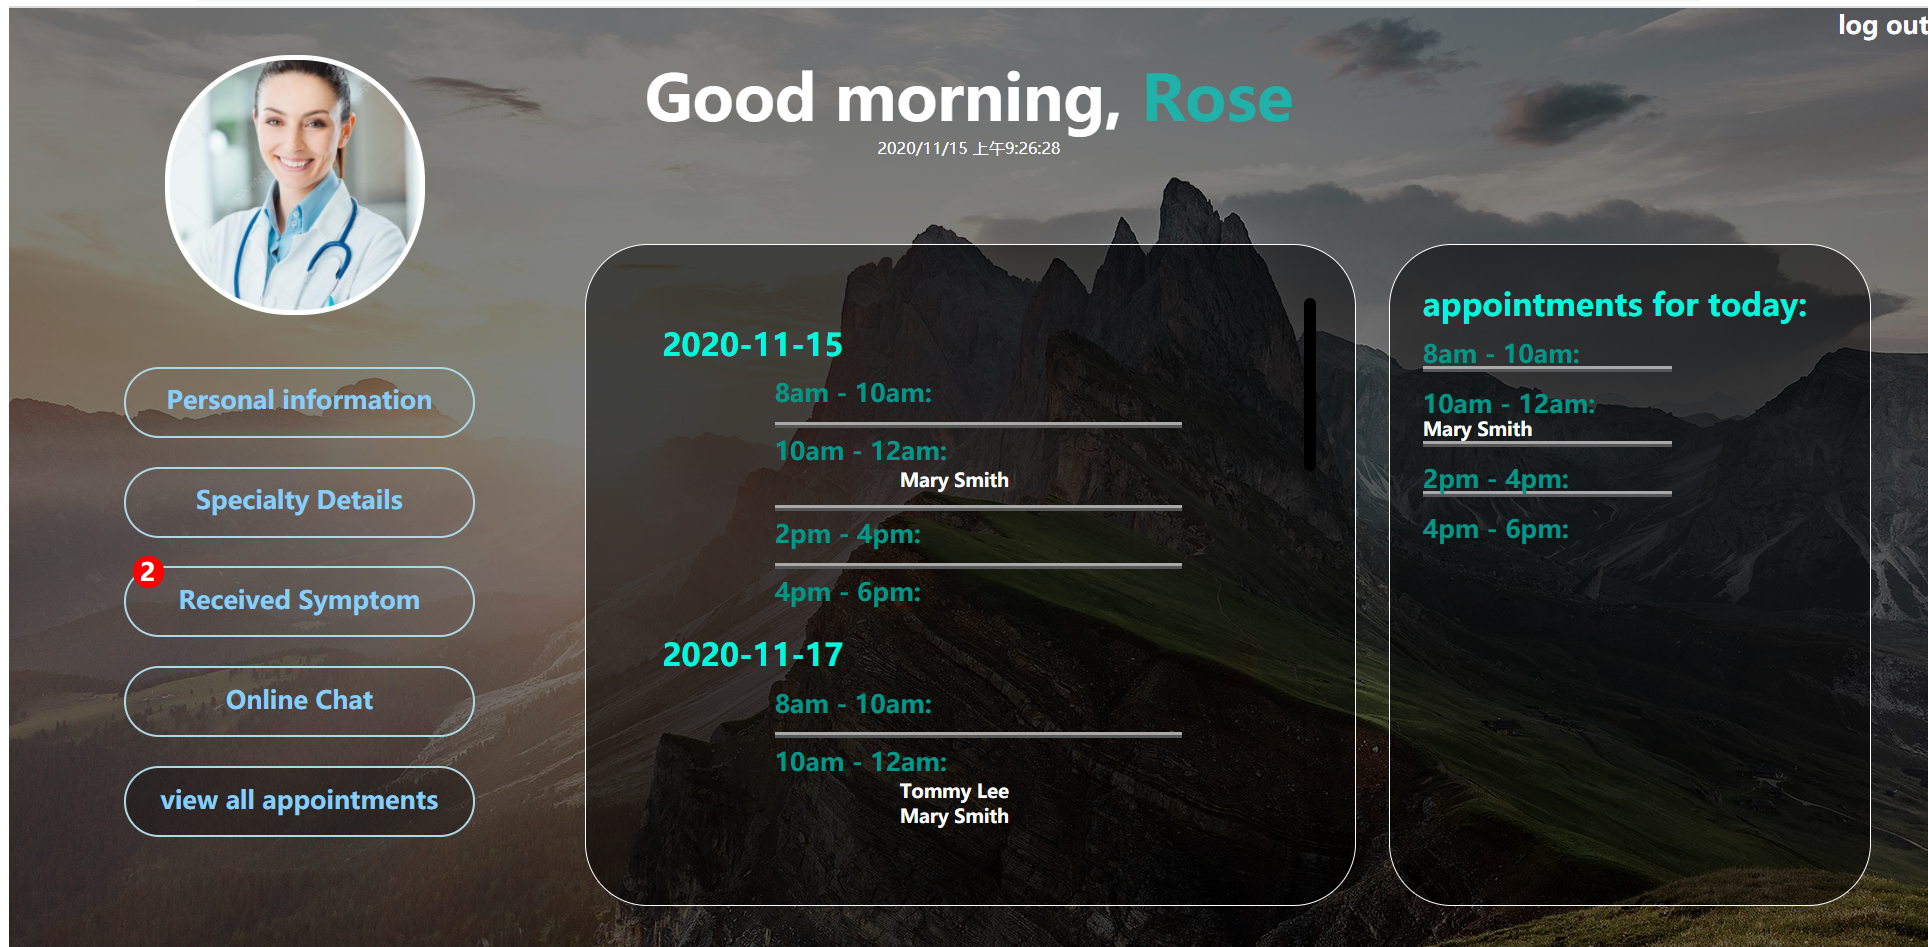 log out
Good morning, Rose
2020/11/15 上午9:26:28
Personal information
Specialty Details
2
Received Symptom
Online Chat
view all appointments
2020-11-15
8am - 10am:
10am - 12am:
Mary Smith
2pm - 4pm:
4pm - 6pm:
2020-11-17
8am - 10am:
10am - 12am:
Tommy Lee
Mary Smith
appointments for today:
8am - 10am:
10am - 12am:
Mary Smith
2pm - 4pm:
4pm - 6pm: